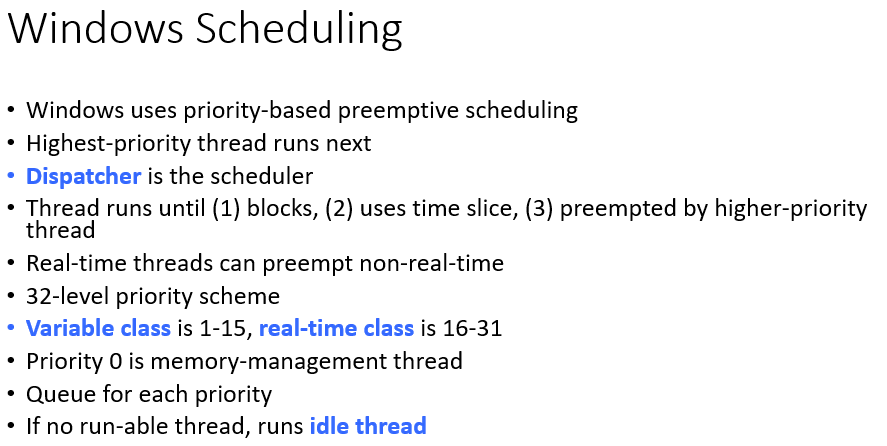 Windows Scheduling
• Windows uses priority-based preemptive scheduling
• Highest-priority thread runs next
• Dispatcher is the scheduler
• Thread runs until (1) blocks, (2) uses time slice, (3) preempted by higher-priority
thread
• Real-time threads can preempt non-real-time
• 32-level priority scheme
• Variable class is 1-15, real-time class is 16-31
• Priority 0 is memory-management thread
• Queue for each priority
• If no run-able thread, runs idle thread